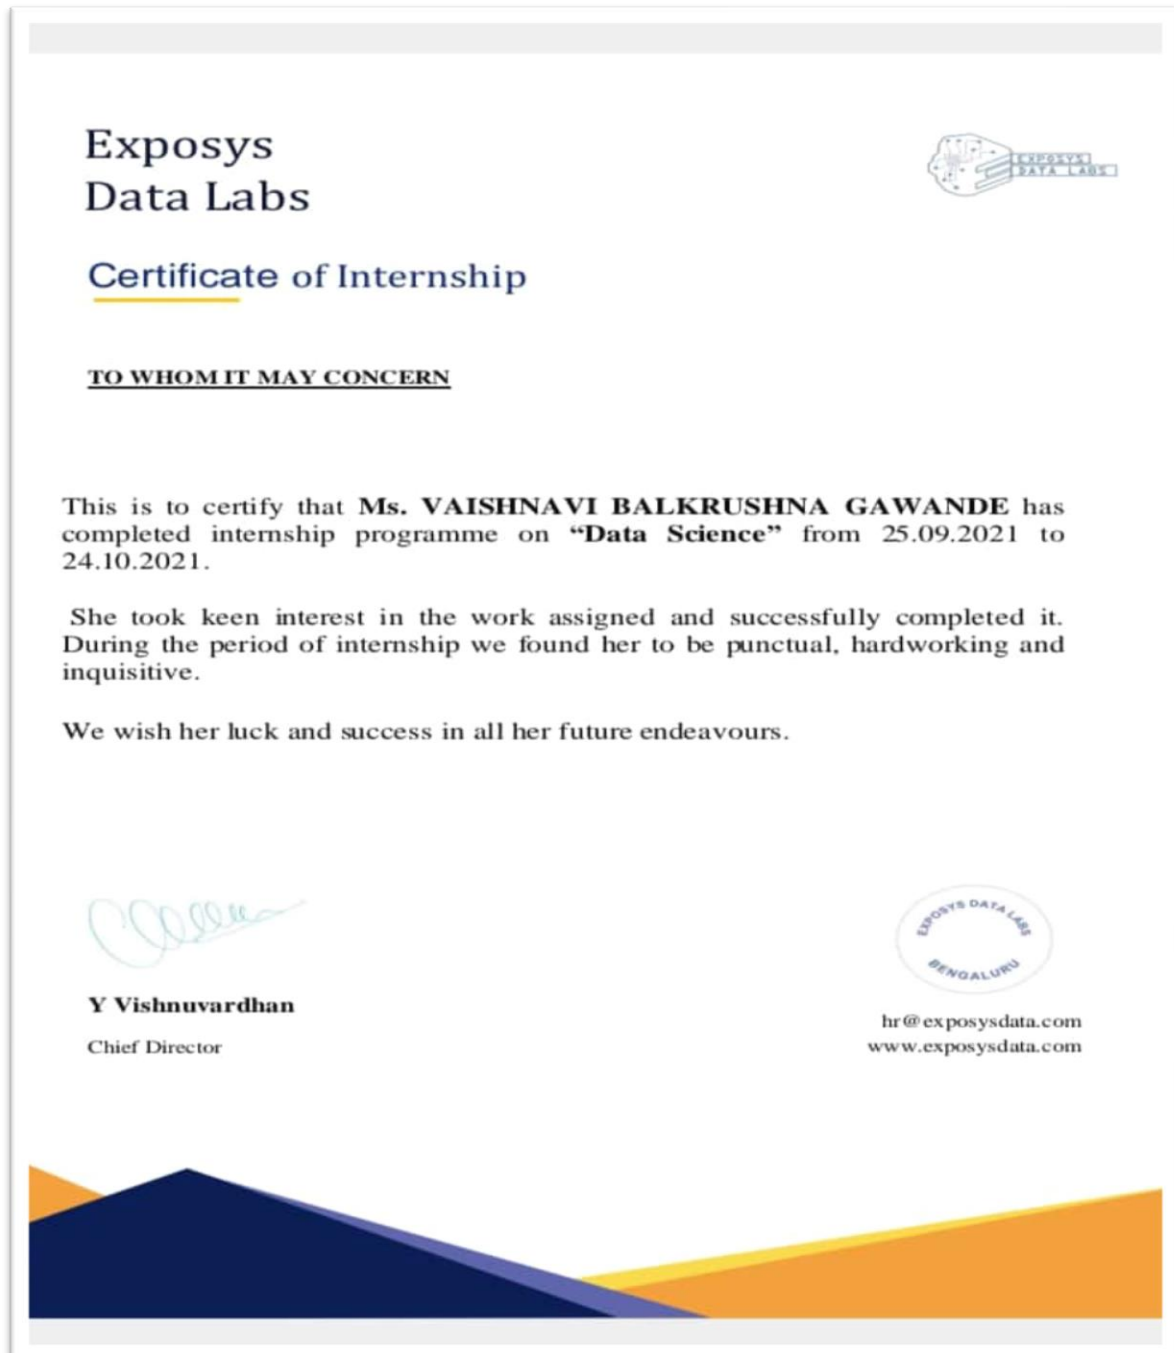 Exposys
Data Labs
EXPOSYS
DATA LABS
Certificate of Internship
TO WHOM IT MAY CONCERN
This is to certify that Ms. VAISHNAVI BALKRUSHNA GAWANDE has
completed internship programme on “Data Science” from 25.09.2021 to
24.10.2021.
She took keen interest in the work assigned and successfully completed it.
During the period of internship we found her to be punctual, hardworking and
inquisitive.
We wish her luck and success in all her future endeavours.
EXPOSYS DATA LABS
BENGALURU
Y Vishnuvardhan
Chief Director
hr@exposysdata.com
www.exposysdata.com